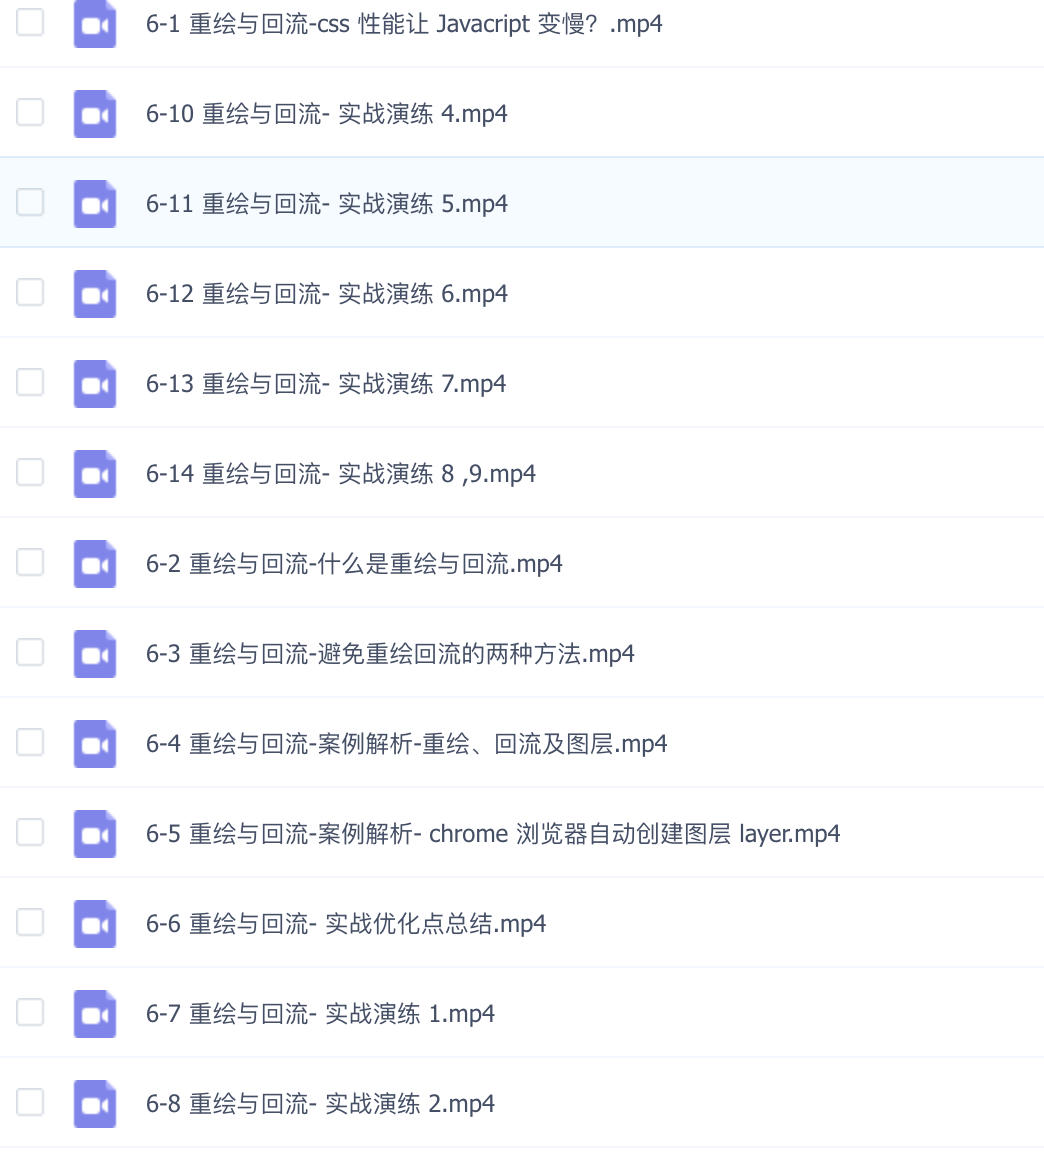 6-1 重绘与回流-css 性能让 Javacript 变慢？.mp4
6-10 重绘与回流- 实战演练 4.mp4
6-11 重绘与回流- 实战演练 5.mp4
6-12 重绘与回流- 实战演练 6.mp4
6-13 重绘与回流- 实战演练 7.mp4
6-14 重绘与回流- 实战演练 8 ,9.mp4
6-2 重绘与回流-什么是重绘与回流.mp4
6-3 重绘与回流-避免重绘回流的两种方法.mp4
6-4 重绘与回流-案例解析-重绘、回流及图层.mp4
6-5 重绘与回流-案例解析- chrome 浏览器自动创建图层 layer.mp4
6-6 重绘与回流- 实战优化点总结.mp4
6-7 重绘与回流- 实战演练 1.mp4
6-8 重绘与回流- 实战演练 2.mp4